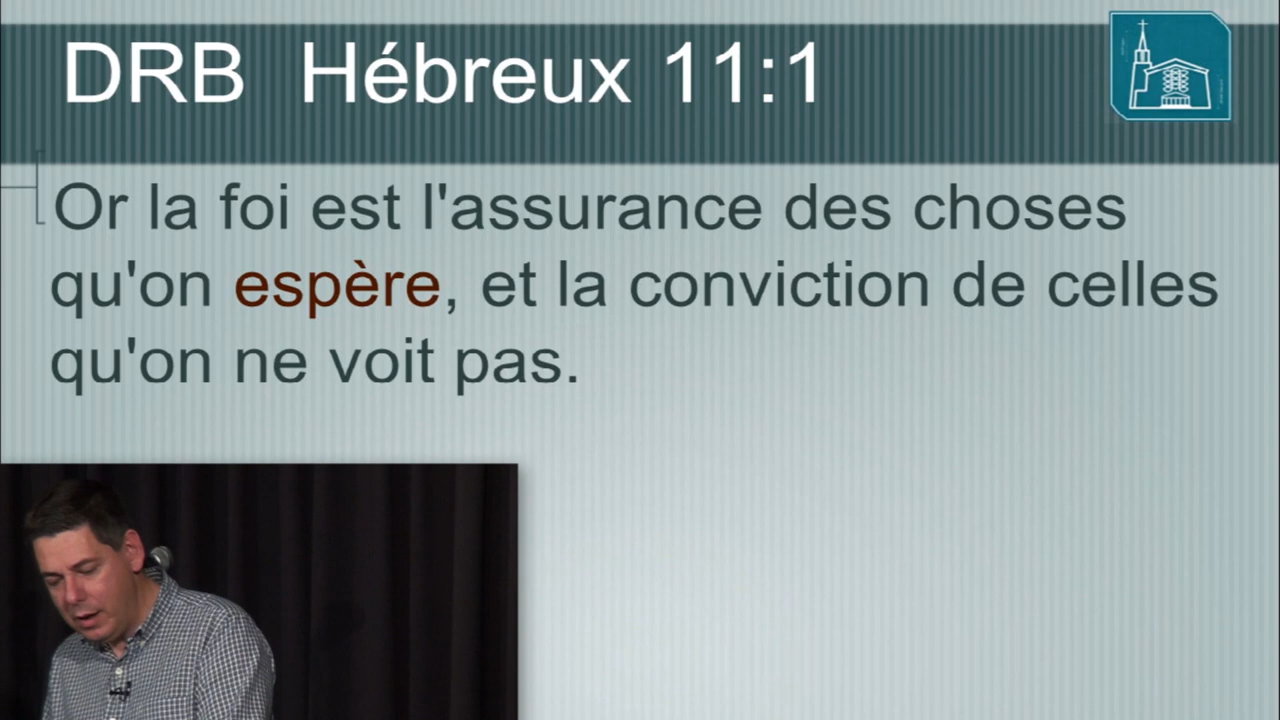 DRB Hébreux 11:1
Or la foi est l'assurance des choses
qu'on espère, et la conviction de celles
qu'on ne voit pas.